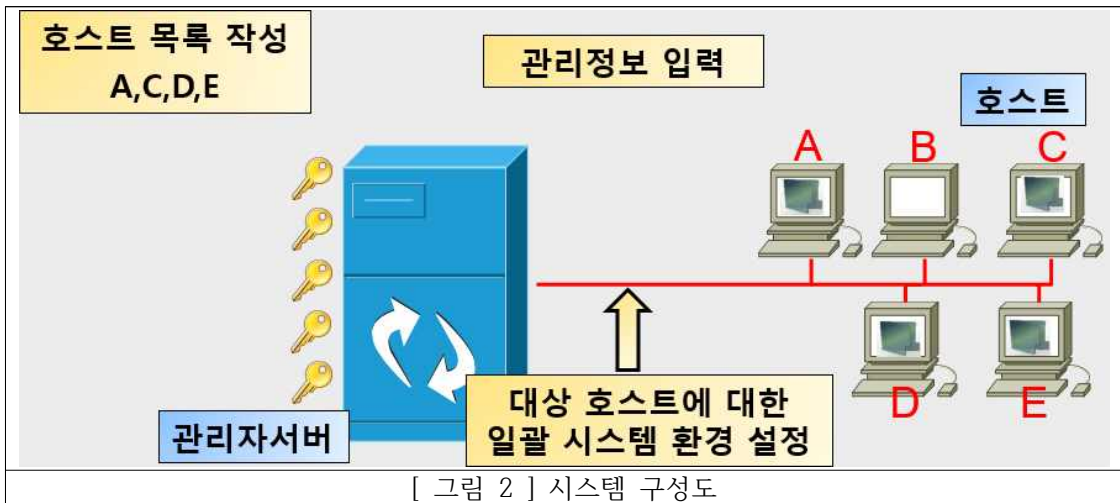 호스트 목록 작성
A,C,D,E
관리정보 입력
호스트
A
B
C
D
E
관리자서버
대상 호스트에 대한
일괄 시스템 환경 설정
[ 그림 2 ] 시스템 구성도